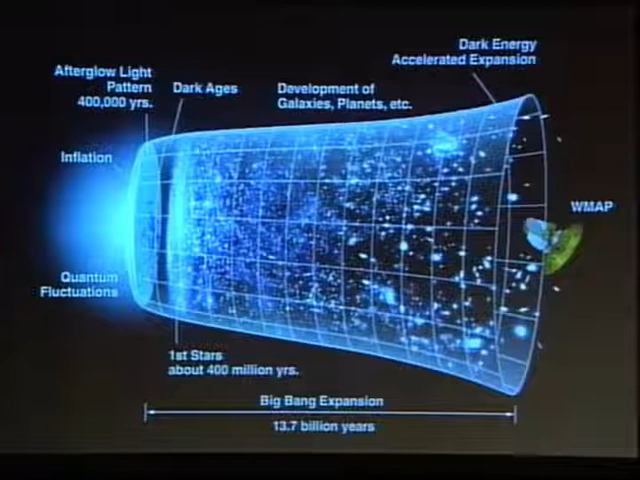 Dark Energy
Accelerated Expansion
Afterglow Light
Pattern
400,000 yrs.
Dark Ages
Development of
Galaxies, Planets, etc.
Inflation
WMAP
Quantum
Fluctuations
1st Stars
about 400 million yrs.
Big Bang Expansion
13.7 billion years